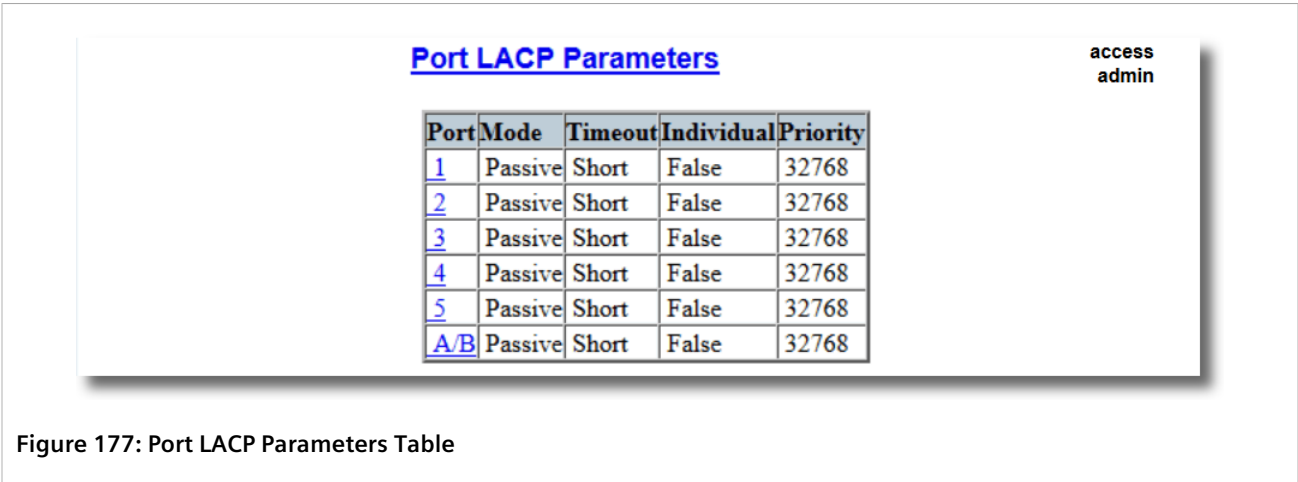 Port LACP Parameters
access
admin
Port Mode Timeout Individual Priority
1 Passive Short False 32768
2 Passive Short False 32768
3 Passive Short False 32768
4 Passive Short False 32768
5 Passive Short False 32768
A/B Passive Short False 32768
Figure 177: Port LACP Parameters Table